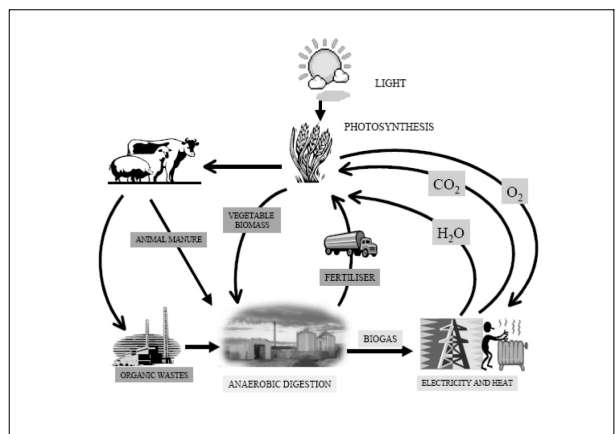 LIGHT
PHOTOSYNTHESIS
CO₂
O₂
VEGETABLE
BIOMASS
H₂O
ANIMAL MANURE
FERTILISER
BIOGAS
ORGANIC WASTES
ANAEROBIC DIGESTION
ELECTRICITY AND HEAT